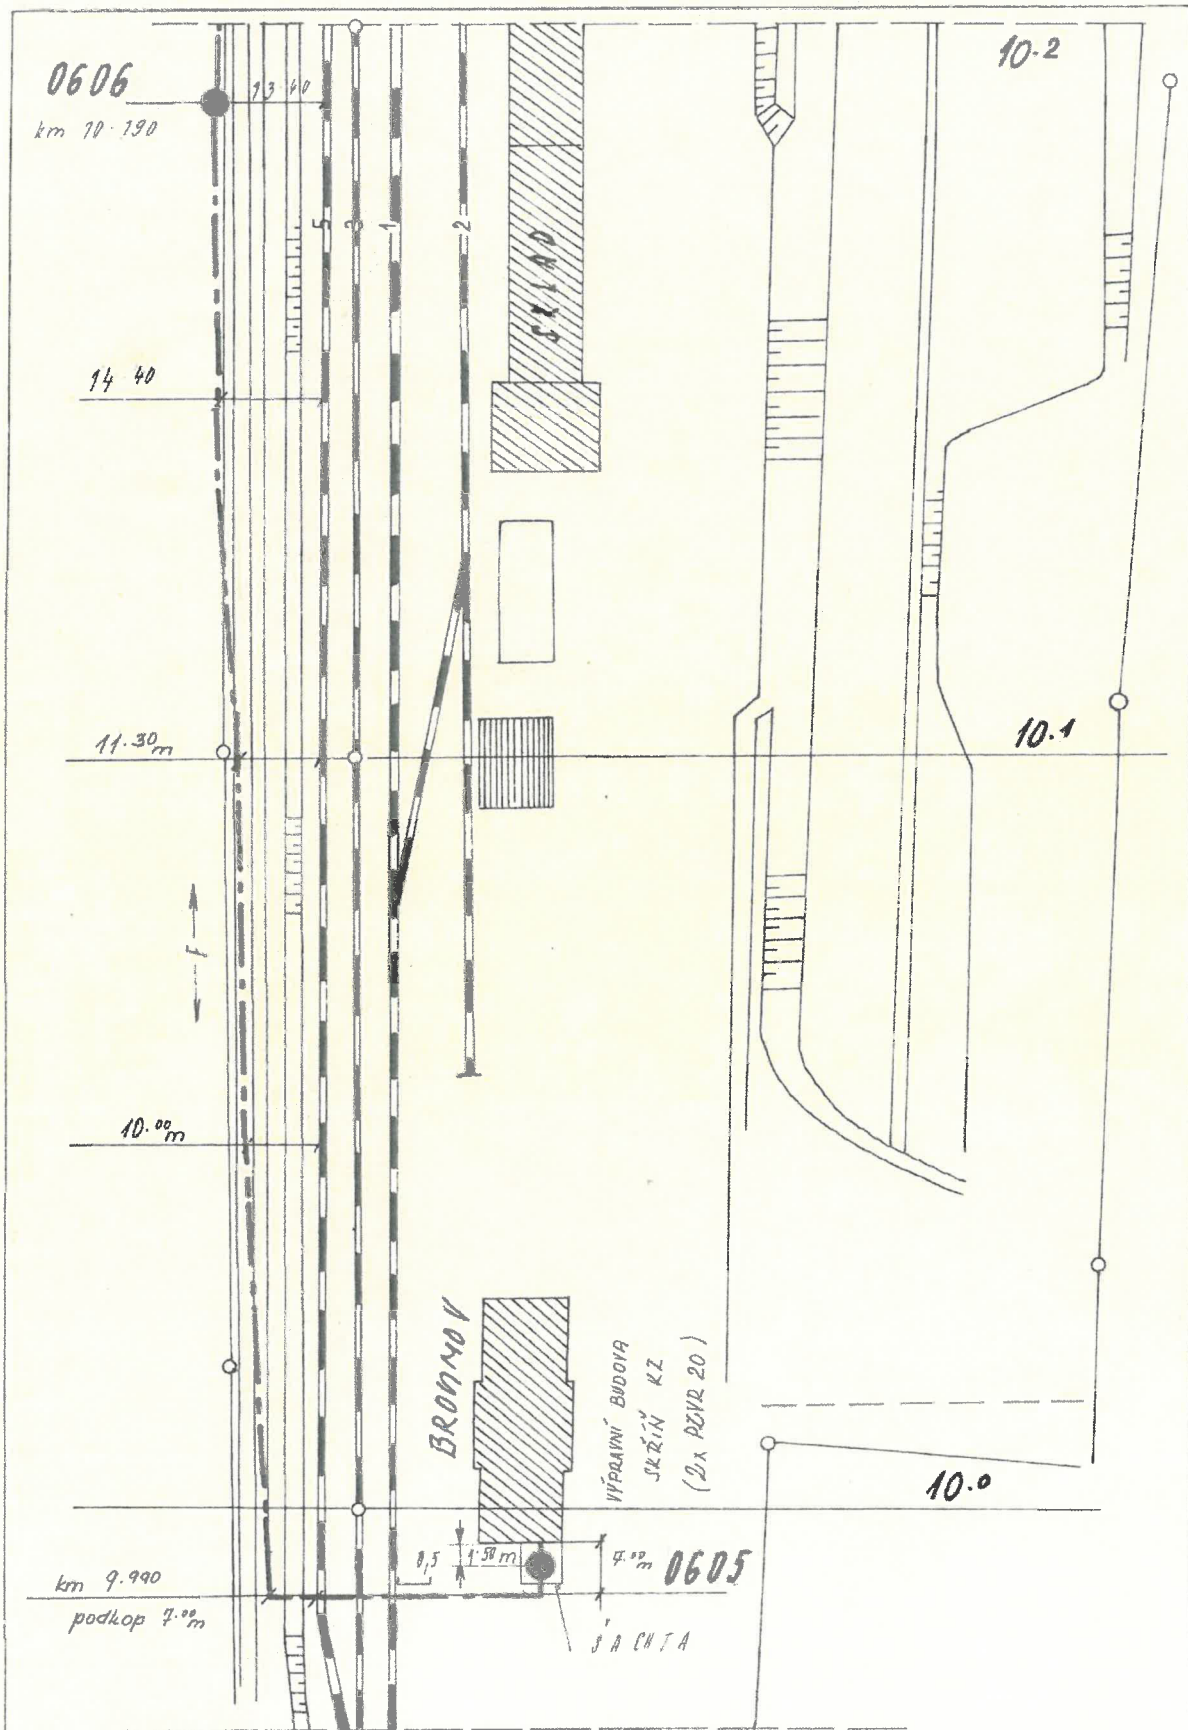 10.2
0606
13 40
km 10.190
5
3
1
2
SKLAD
14 40
10.1
11.30 m
F
10.00 m
BROUMOV
VÝPRAVNÍ BUDOVA
SKŘÍŇ KZ
(2x PZVR 20)
10.0
0,5
1.50 m
4.00 m
0605
km 9.990
podkop 7.00 m
ŠACHTA